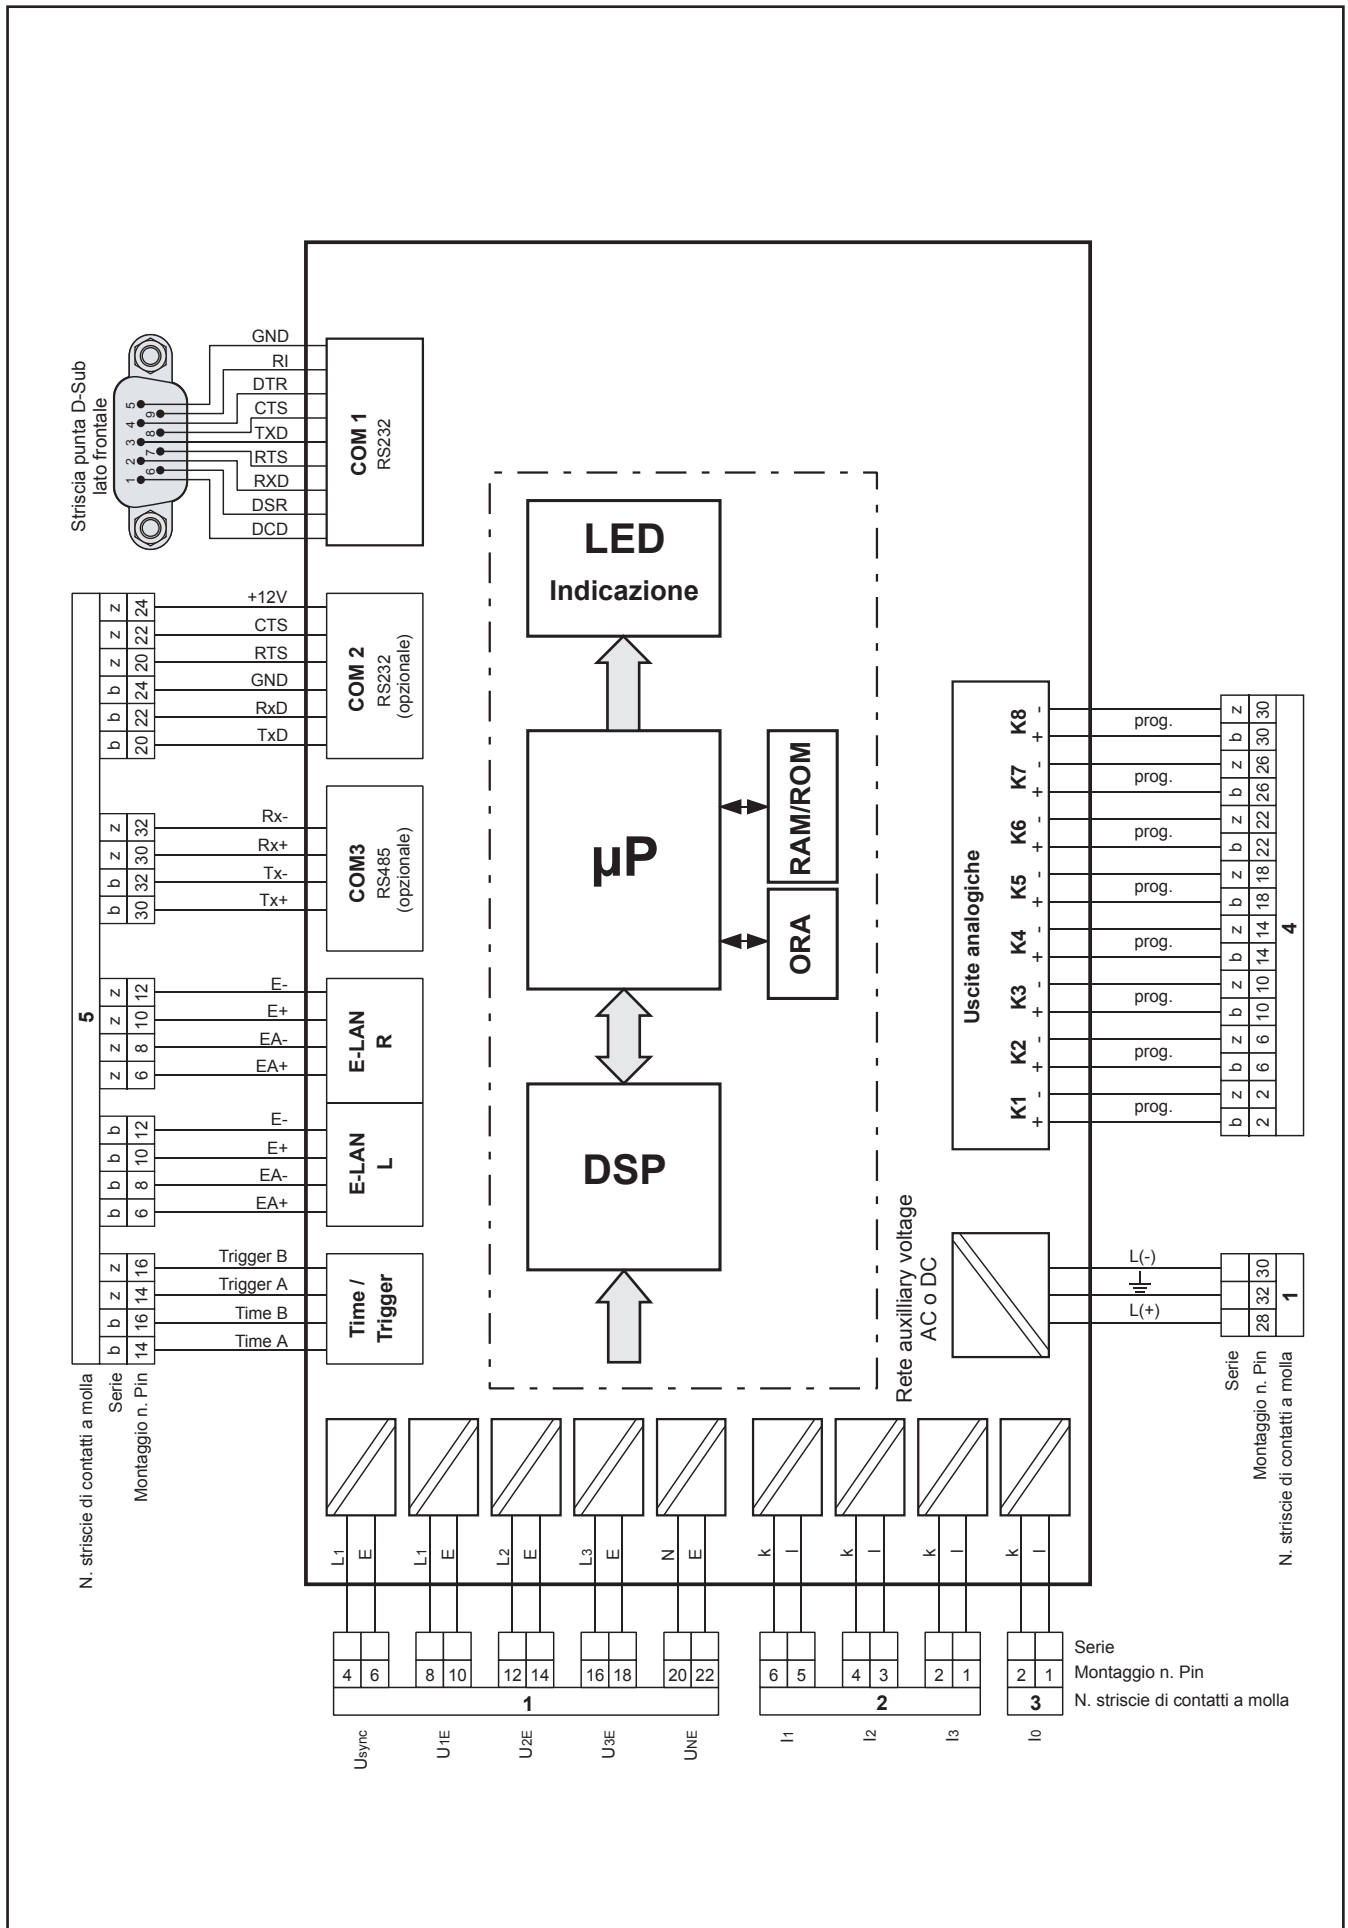 Striscia punta D-Sub
lato frontale
5
9
4
8
3
7
2
6
1
GND
RI
DTR
CTS
TXD
RTS
RXD
DSR
DCD
COM 1
RS232
5
z 24 +12V
z 22 CTS
z 20 RTS
b 24 GND
b 22 RxD
b 20 TxD
COM 2
RS232
(opzionale)
z 32 Rx-
z 30 Rx+
b 32 Tx-
b 30 Tx+
COM3
RS485
(opzionale)
z 12 E-
z 10 E+
z 8 EA-
z 6 EA+
E-LAN
R
b 12 E-
b 10 E+
b 8 EA-
b 6 EA+
E-LAN
L
z 16 Trigger B
z 14 Trigger A
b 16 Time B
b 14 Time A
Time /
Trigger
N. striscie di contatti a molla
Serie
Montaggio n. Pin
LED
Indicazione
µP
RAM/ROM
ORA
DSP
Uscite analogiche
K8 - + prog. z 30 b 30
K7 - + prog. z 26 b 26
K6 - + prog. z 22 b 22
K5 - + prog. z 18 b 18
K4 - + prog. z 14 b 14
K3 - + prog. z 10 b 10
K2 - + prog. z 6 b 6
K1 - + prog. z 2 b 2
4
Rete auxilliary voltage
AC o DC
L(-) 30
32
L(+) 28
1
Serie
Montaggio n. Pin
N. striscie di contatti a molla
L1 E L1 E L2 E L3 E N E k l k l k l k l
Serie
4 6 8 10 12 14 16 18 20 22 6 5 4 3 2 1 2 1 Montaggio n. Pin
1 2 3 N. striscie di contatti a molla
Usync U1E U2E U3E UNE I1 I2 I3 I0